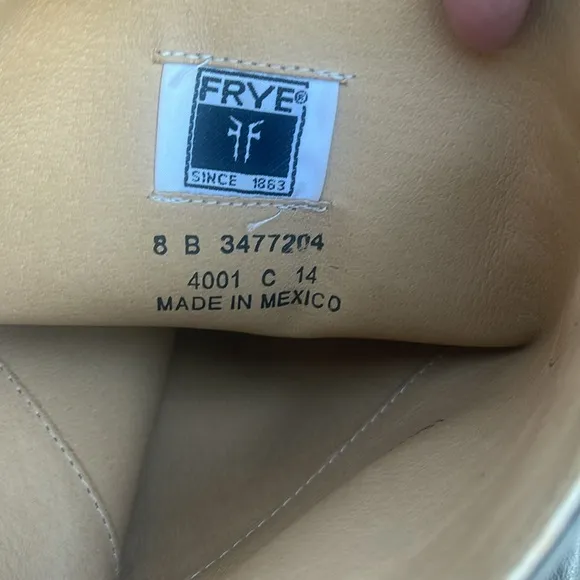 FRYE®
SINCE 1863
8 B 3477204
4001 C 14
MADE IN MEXICO